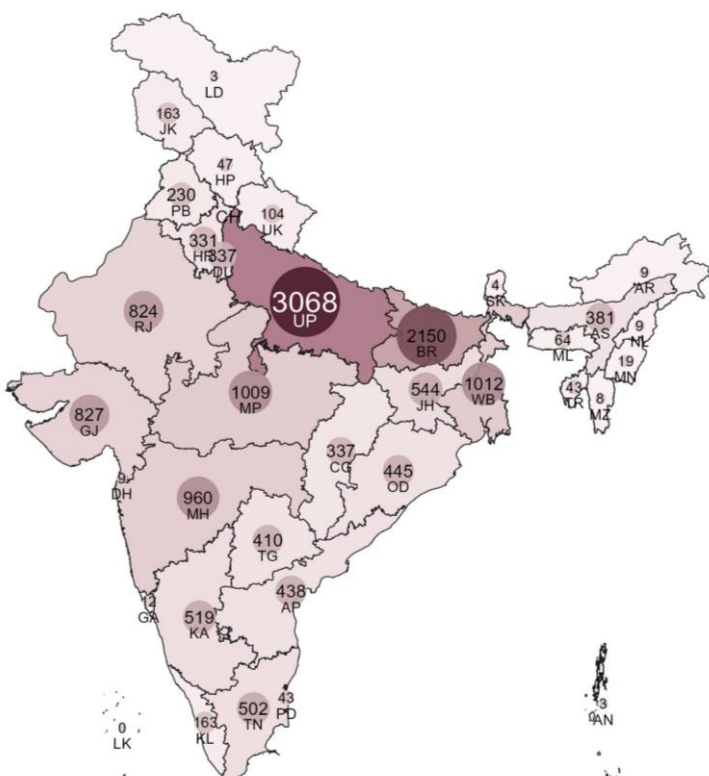 3
LD
163
JK
47
HP
230
PB
CH
104
UK
331
HR
337
DL
3068
UP
824
RJ
4
SK
9
AR
2150
BR
381
AS
9
NL
64
ML
19
MN
43
TR
8
MZ
1009
MP
544
JH
1012
WB
827
GJ
337
CG
445
OD
9
DH
960
MH
410
TG
438
AP
12
GA
519
KA
43
PD
502
TN
163
KL
0
LK
3
AN